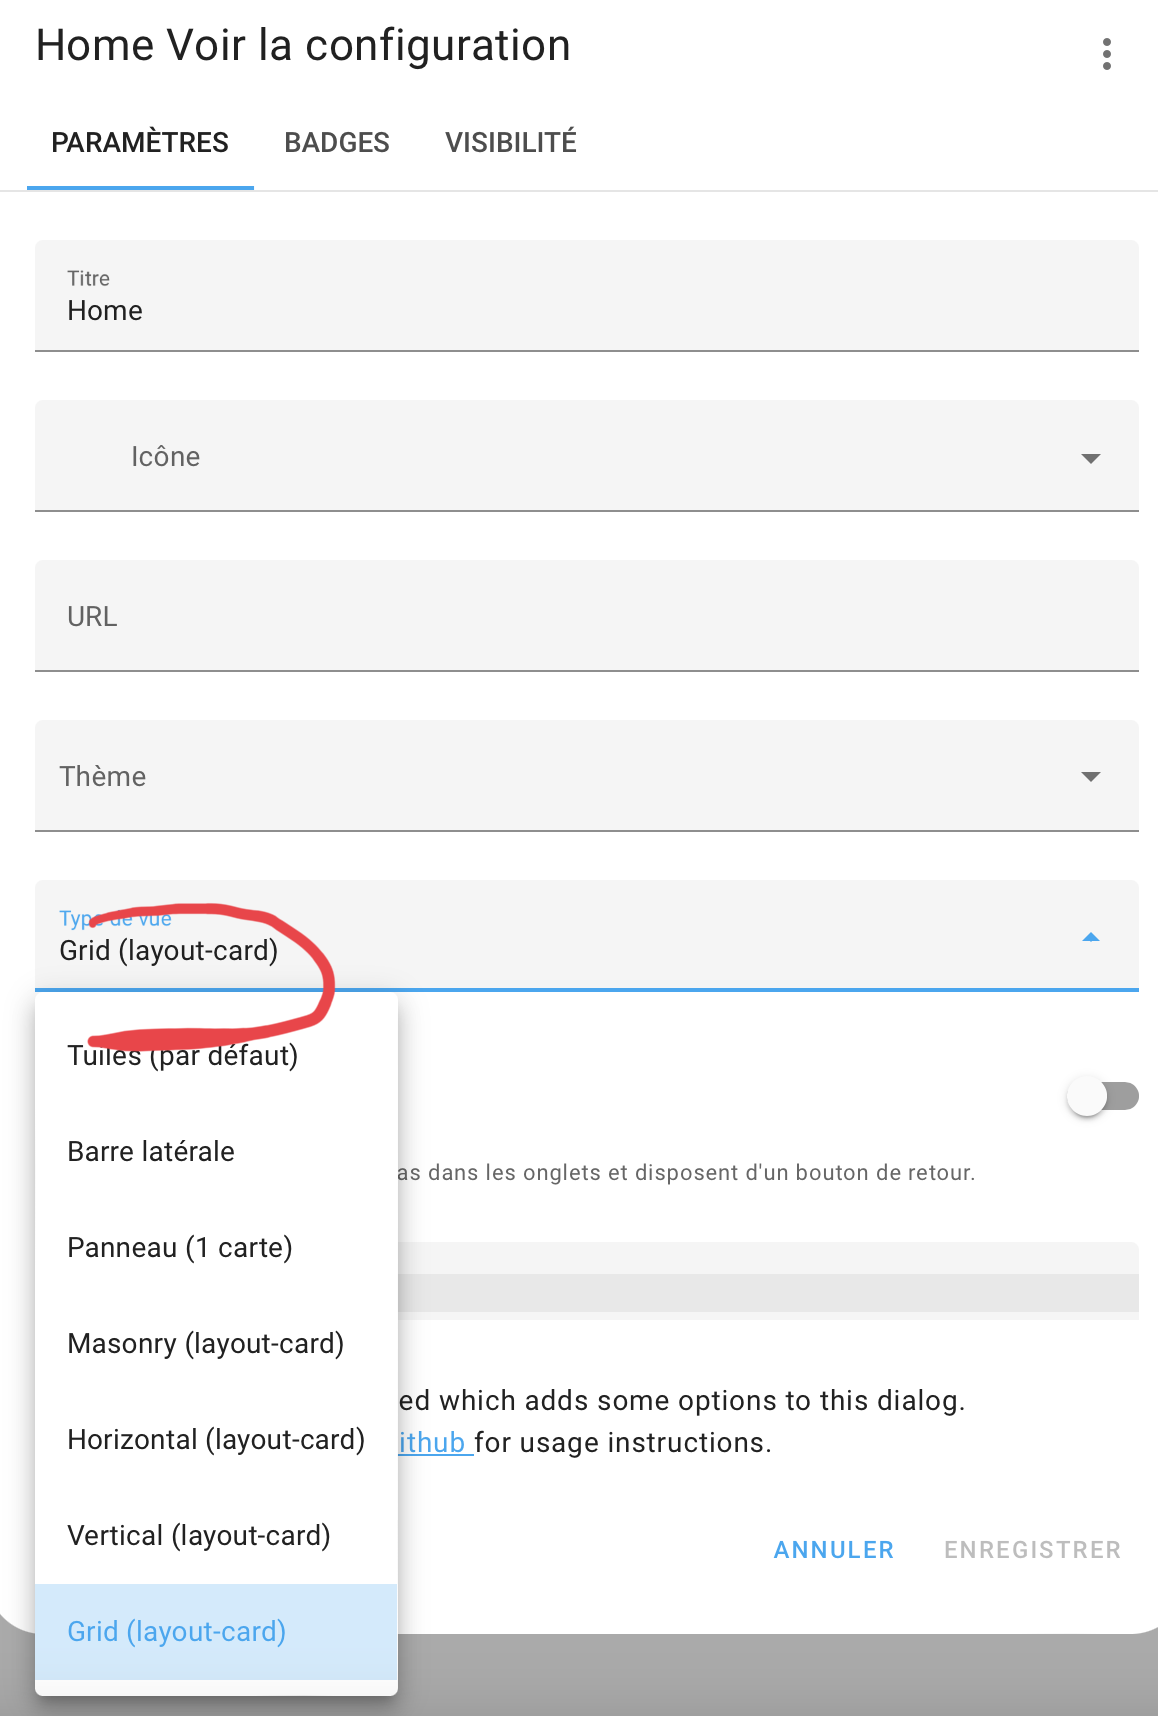 Home Voir la configuration
PARAMÈTRES BADGES VISIBILITÉ
Titre
Home
Icône
URL
Thème
Type de vue
Grid (layout-card)
Tuiles (par défaut)
Barre latérale
as dans les onglets et disposent d'un bouton de retour.
Panneau (1 carte)
Masonry (layout-card)
ed which adds some options to this dialog.
Horizontal (layout-card)
ithub for usage instructions.
Vertical (layout-card)
ANNULER ENREGISTRER
Grid (layout-card)